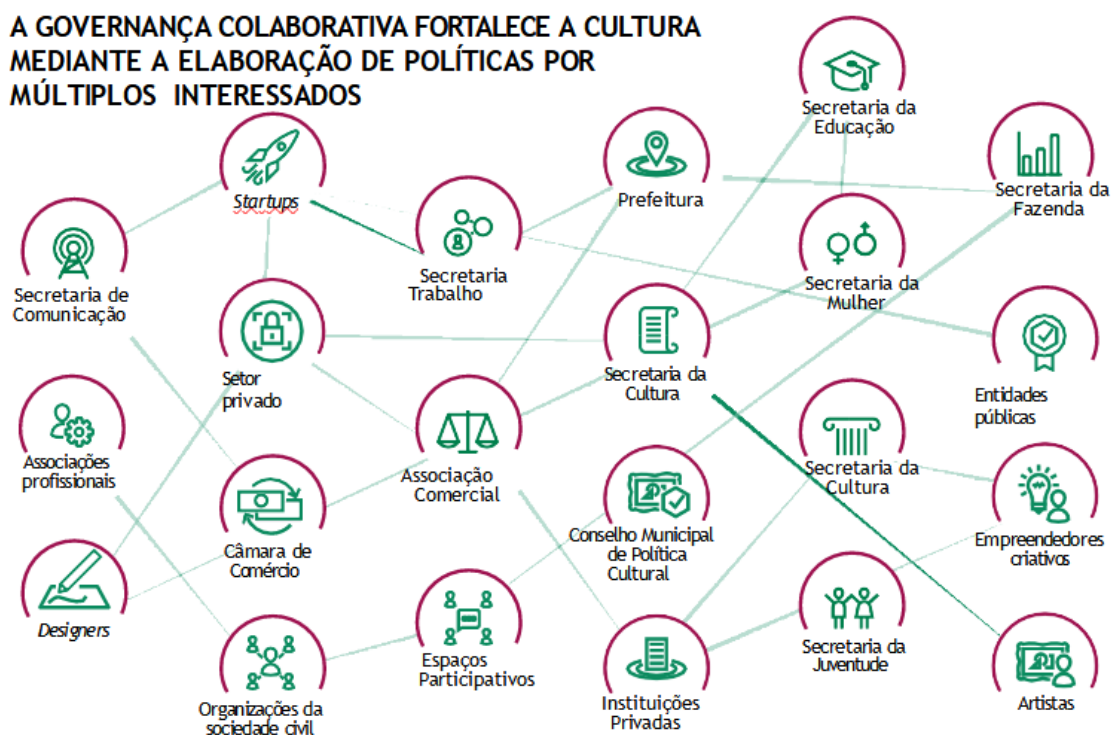 A GOVERNANÇA COLABORATIVA FORTALECE A CULTURA
MEDIANTE A ELABORAÇÃO DE POLÍTICAS POR
MÚLTIPLOS INTERESSADOS
Startups
Secretaria de
Comunicação
Setor
privado
Associações
profissionais
Câmara de
Comércio
Designers
Organizações da
sociedade civil
Secretaria
Trabalho
Associação
Comercial
Espaços
Participativos
Prefeitura
Secretaria da
Cultura
Conselho Municipal
de Política
Cultural
Instituições
Privadas
Secretaria da
Educação
Secretaria da
Mulher
Secretaria da
Cultura
Secretaria da
Juventude
Secretaria da
Fazenda
Entidades
públicas
Empreendedores
criativos
Artistas